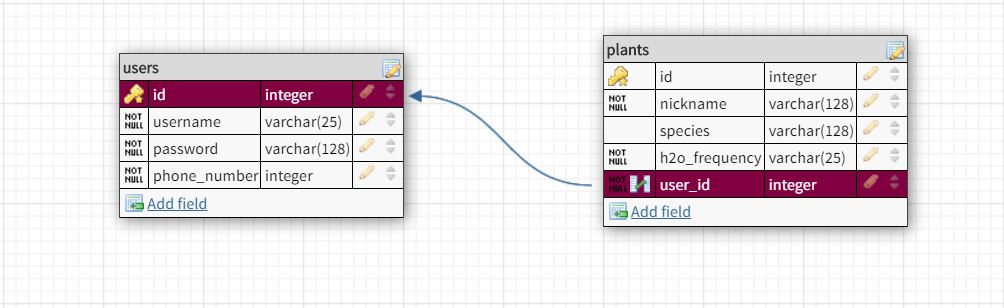 users
id integer
NOT NULL username varchar(25)
NOT NULL password varchar(128)
NOT NULL phone_number integer
Add field
plants
id integer
NOT NULL nickname varchar(128)
species varchar(128)
NOT NULL h2o_frequency varchar(25)
NOT NULL user_id integer
Add field